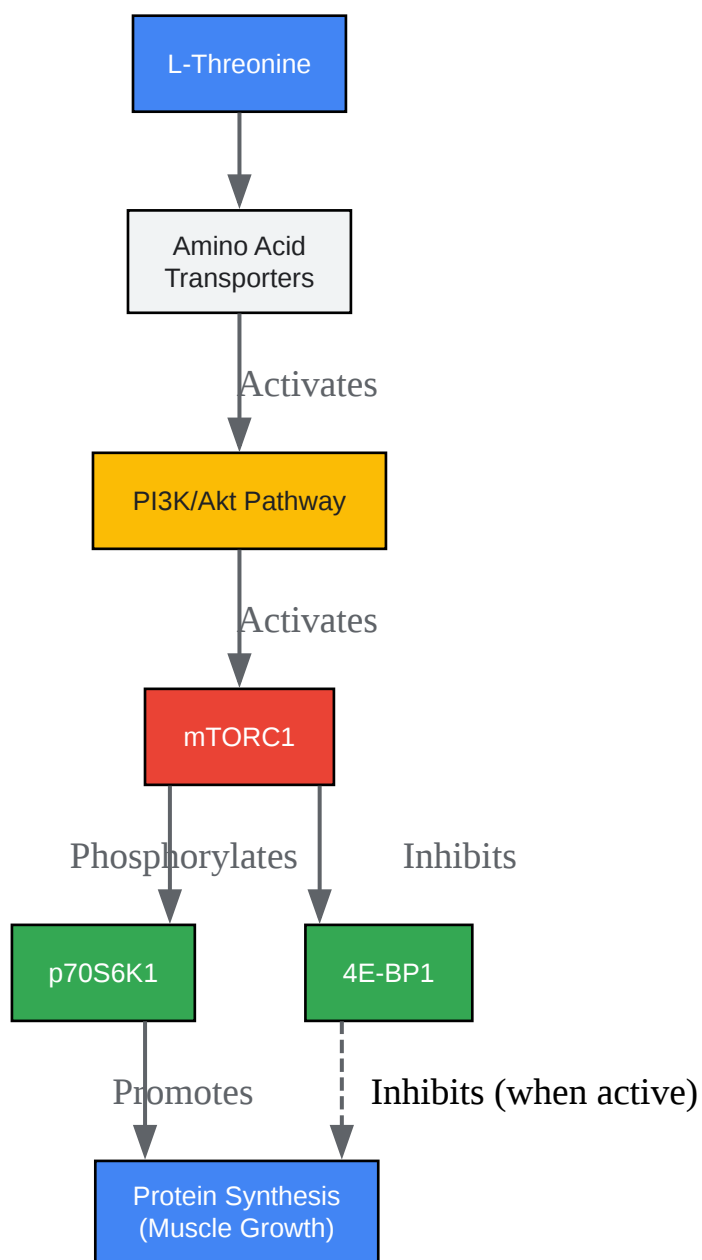 L-Threonine
Amino Acid
Transporters
Activates
PI3K/Akt Pathway
Activates
mTORC1
Phosphorylates
Inhibits
p70S6K1
4E-BP1
Promotes
Inhibits (when active)
Protein Synthesis
(Muscle Growth)